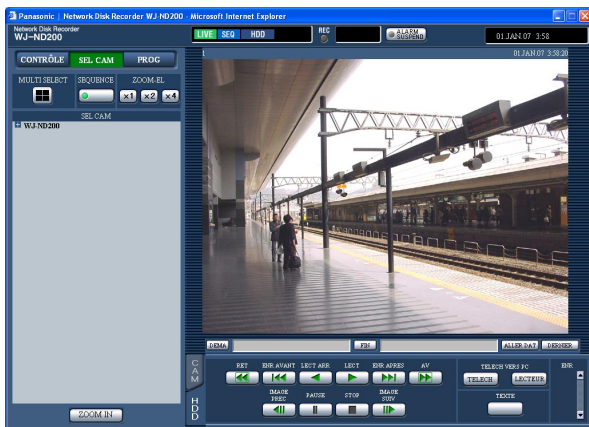 Panasonic | Network Disk Recorder WJ-ND200 - Microsoft Internet Explorer
Network Disk Recorder
WJ-ND200
LIVE SEQ HDD
REC
ALARM SUSPEND
01.JAN.07 3:58
CONTRÔLE SEL CAM PROG
MULTI SELECT SEQUENCE ZOOM-EL
x1 x2 x4
SEL CAM
WJ-ND200
1 01.JAN.07 3:58:20
DEMA FIN ALLER DAT DERNIER
CAM
HDD
RET ENR AVANT LECT ARR LECT ENR APRES AV
IMAGE PREC PAUSE STOP IMAGE SUIV
TELECH VERS PC
TELECH LECTEUR
TEXTE
ENR
ZOOM IN